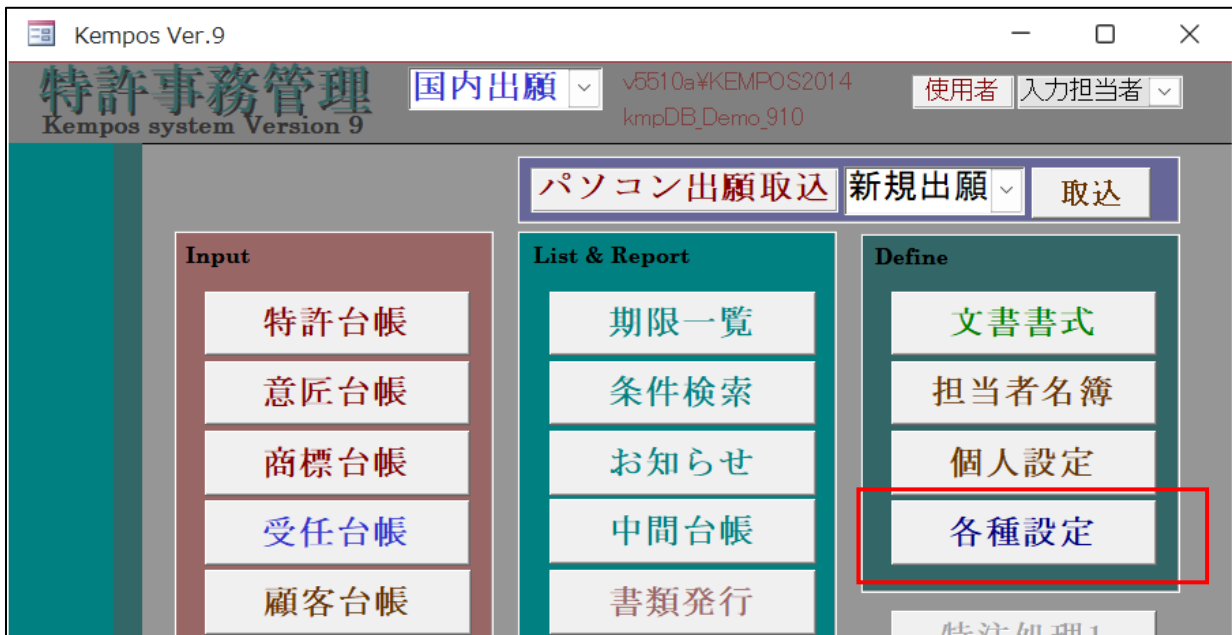 Kempos Ver.9
特許事務管理
Kempos system Version 9
国内出願
v5510a¥KEMPOS2014
kmpDB_Demo_910
使用者
入力担当者
パソコン出願取込
新規出願
取込
Input
特許台帳
意匠台帳
商標台帳
受任台帳
顧客台帳
List & Report
期限一覧
条件検索
お知らせ
中間台帳
書類発行
Define
文書書式
担当者名簿
個人設定
各種設定
特注処理1